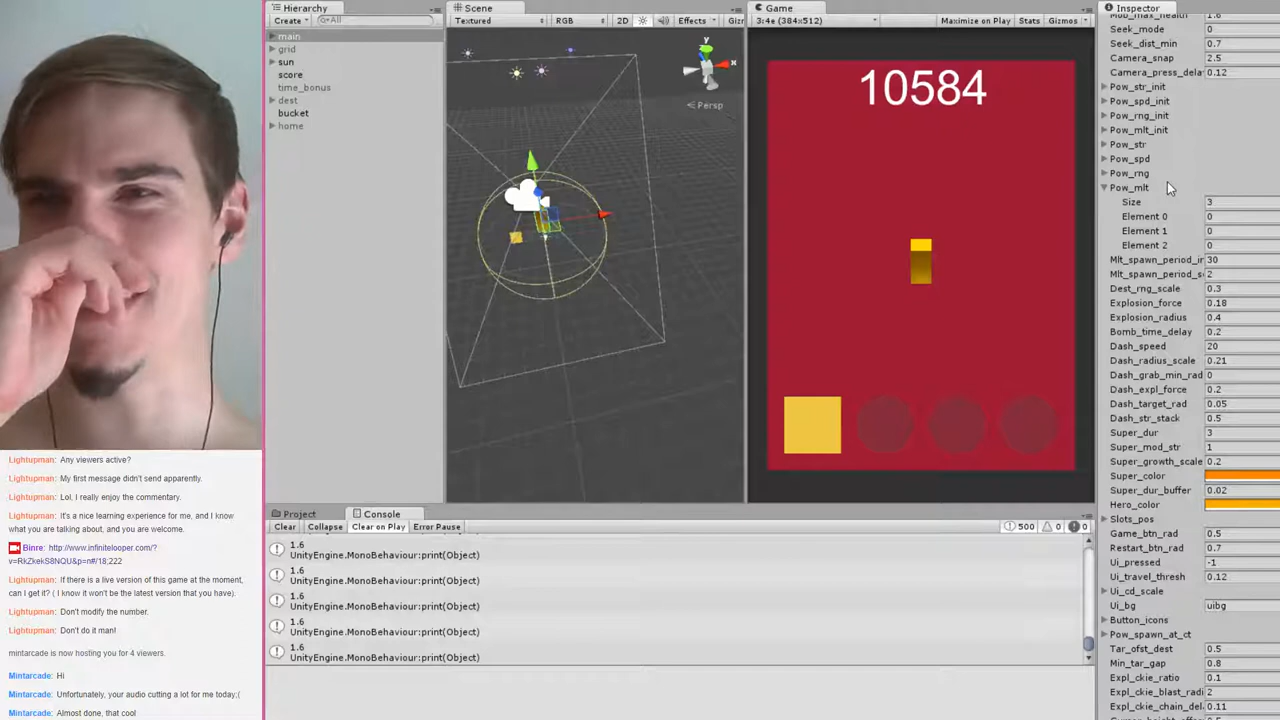 Hierarchy
Create
All
main
grid
sun
score
time_bonus
dest
bucket
home
Scene
Textured
RGB
2D
Effects
y
x
Persp
Game
3:4e (384x512)
Maximize on Play
Stats
Gizmos
10584
Inspector
Seek_mode 0
Seek_dist_min 0.7
Camera_snap 2.5
Camera_press_dela 0.12
Pow_str_init
Pow_spd_init
Pow_rng_init
Pow_mlt_init
Pow_str
Pow_spd
Pow_rng
Pow_mlt
Size 3
Element 0 0
Element 1 0
Element 2 0
Mlt_spawn_period_ir 30
Mlt_spawn_period_s 2
Dest_rng_scale 0.3
Explosion_force 0.18
Explosion_radius 0.4
Bomb_time_delay 0.2
Dash_speed 20
Dash_radius_scale 0.21
Dash_grab_min_rad 0
Dash_expl_force 0.2
Dash_target_rad 0.05
Dash_str_stack 0.5
Super_dur 3
Super_mod_str 1
Super_growth_scale 0.2
Super_color
Super_dur_buffer 0.02
Hero_color
Slots_pos
Game_btn_rad 0.5
Restart_btn_rad 0.7
Ui_pressed -1
Ui_travel_thresh 0.12
Ui_cd_scale
Ui_bg uibg
Button_icons
Pow_spawn_at_ct
Tar_ofst_dest 0.5
Min_tar_gap 0.8
Expl_ckie_ratio 0.1
Expl_ckie_blast_radi 2
Expl_ckie_chain_de 0.11
Project
Console
Clear
Collapse
Clear on Play
Error Pause
500
0
0
1.6
UnityEngine.MonoBehaviour:print(Object)
1.6
UnityEngine.MonoBehaviour:print(Object)
1.6
UnityEngine.MonoBehaviour:print(Object)
1.6
UnityEngine.MonoBehaviour:print(Object)
1.6
UnityEngine.MonoBehaviour:print(Object)
Lightupman: Any viewers active?
Lightupman: My first message didn't send apparently.
Lightupman: Lol, I really enjoy the commentary.
Lightupman: It's a nice learning experience for me, and I know
what you are talking about, and you are welcome.
Binre: http://www.infinitelooper.com/?
v=RkZkekS8NQU&p=n#/18;222
Lightupman: If there is a live version of this game at the moment,
can I get it? ( I know it won't be the latest version that you have).
Lightupman: Don't modify the number.
Lightupman: Don't do it man!
mintarcade is now hosting you for 4 viewers.
Mintarcade: Hi
Mintarcade: Unfortunately, your audio cutting a lot for me today;(
Mintarcade: Almost done, that cool